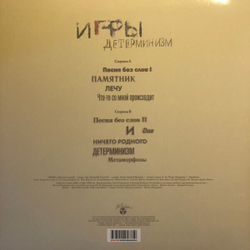 ИГРЫ
ДЕТЕРМИНИЗМ
Сторона A
Песня без слов I
ПАМЯТНИК
ЛЕЧУ
Что-то со мной происходит
Сторона B
Песня без слов II
И Они
НИЧЕГО РОДНОГО
ДЕТЕРМИНИЗМ
Метаморфозы